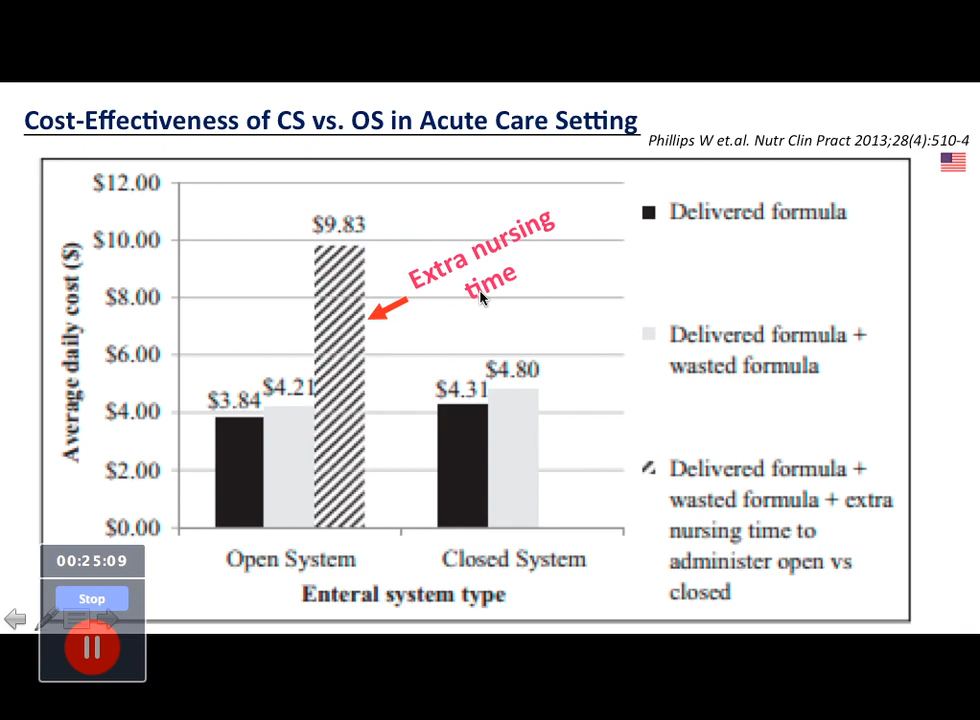 Cost-Effectiveness of CS vs. OS in Acute Care Setting
Phillips W et.al. Nutr Clin Pract 2013;28(4):510-4
$12.00
$10.00
$8.00
$6.00
$4.00
$2.00
$0.00
Average daily cost ($)
$3.84
$4.21
$9.83
$4.31
$4.80
Extra nursing
time
Open System
Closed System
Enteral system type
Delivered formula
Delivered formula +
wasted formula
Delivered formula +
wasted formula + extra
nursing time to
administer open vs
closed
00:25:09
Stop